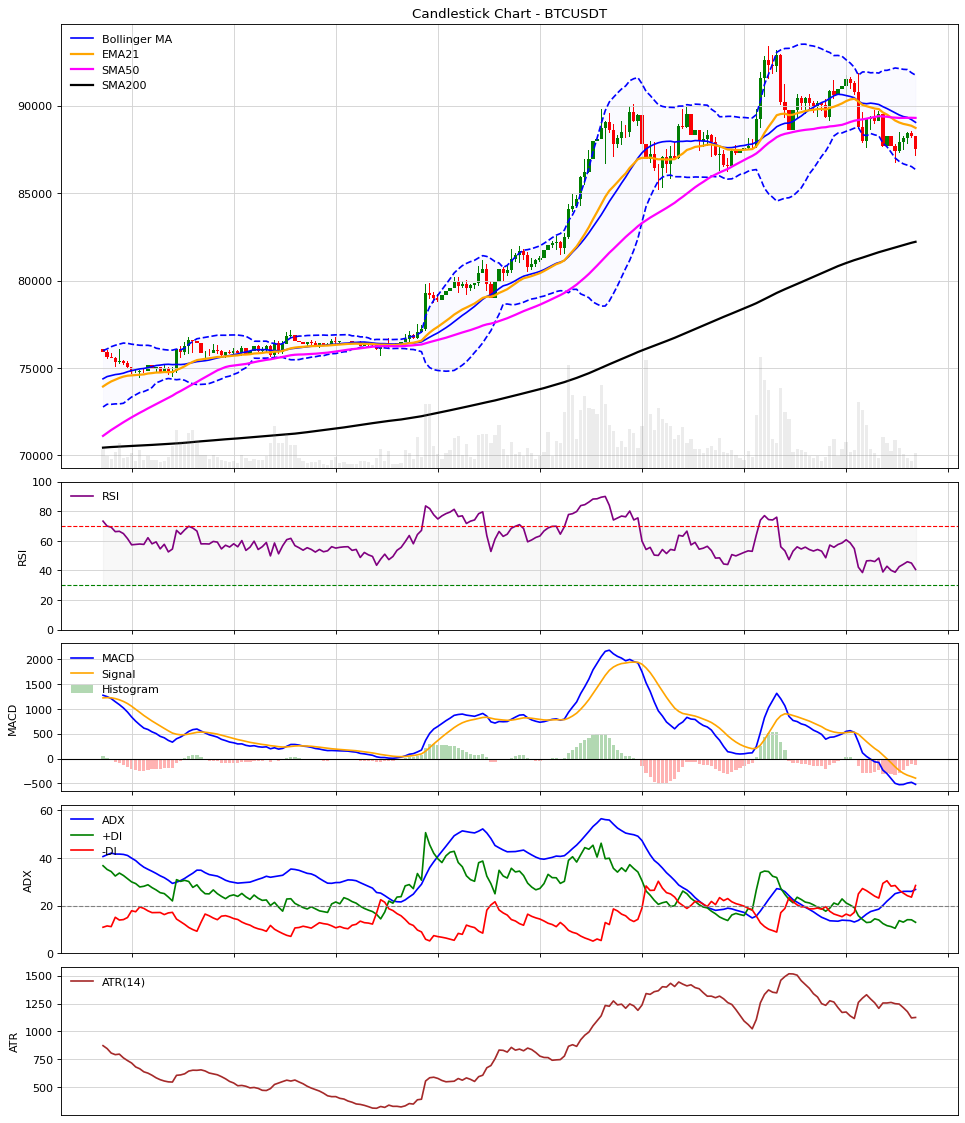 Candlestick Chart - BTCUSDT
Bollinger MA
EMA21
SMA50
SMA200
90000
85000
80000
75000
70000
RSI
100
80
60
40
20
0
RSI
MACD
Signal
Histogram
2000
1500
1000
500
0
−500
MACD
ADX
+DI
-DI
60
40
20
0
ADX
ATR(14)
1500
1250
1000
750
500
ATR